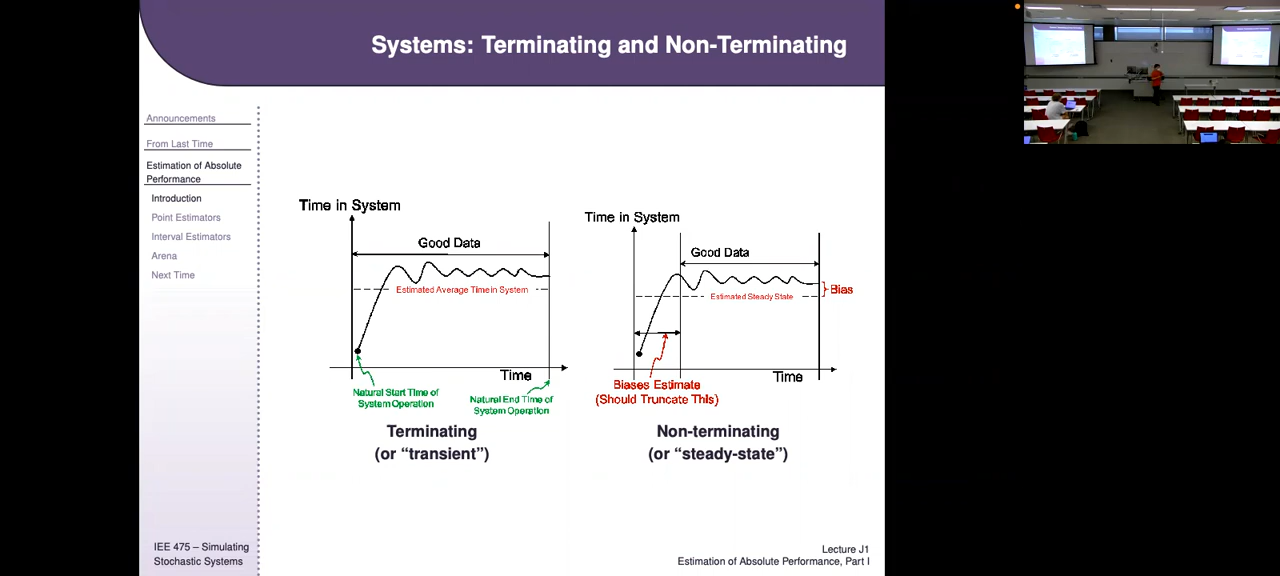 Systems: Terminating and Non-Terminating
Announcements
From Last Time
Estimation of Absolute
Performance
Introduction
Point Estimators
Interval Estimators
Arena
Next Time
Time in System
Good Data
Estimated Average Time in System
Time
Natural Start Time of
System Operation
Natural End Time of
System Operation
Terminating
(or “transient”)
Time in System
Good Data
Estimated Steady State
Bias
Time
Biases Estimate
(Should Truncate This)
Non-terminating
(or “steady-state”)
IEE 475 – Simulating
Stochastic Systems
Lecture J1
Estimation of Absolute Performance, Part I